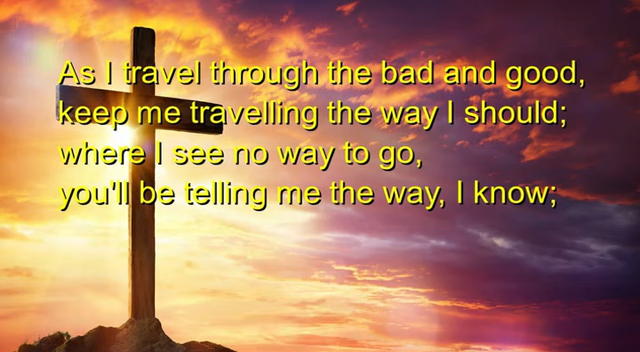 As I travel through the bad and good,
keep me travelling the way I should;
where I see no way to go,
you'll be telling me the way, I know;